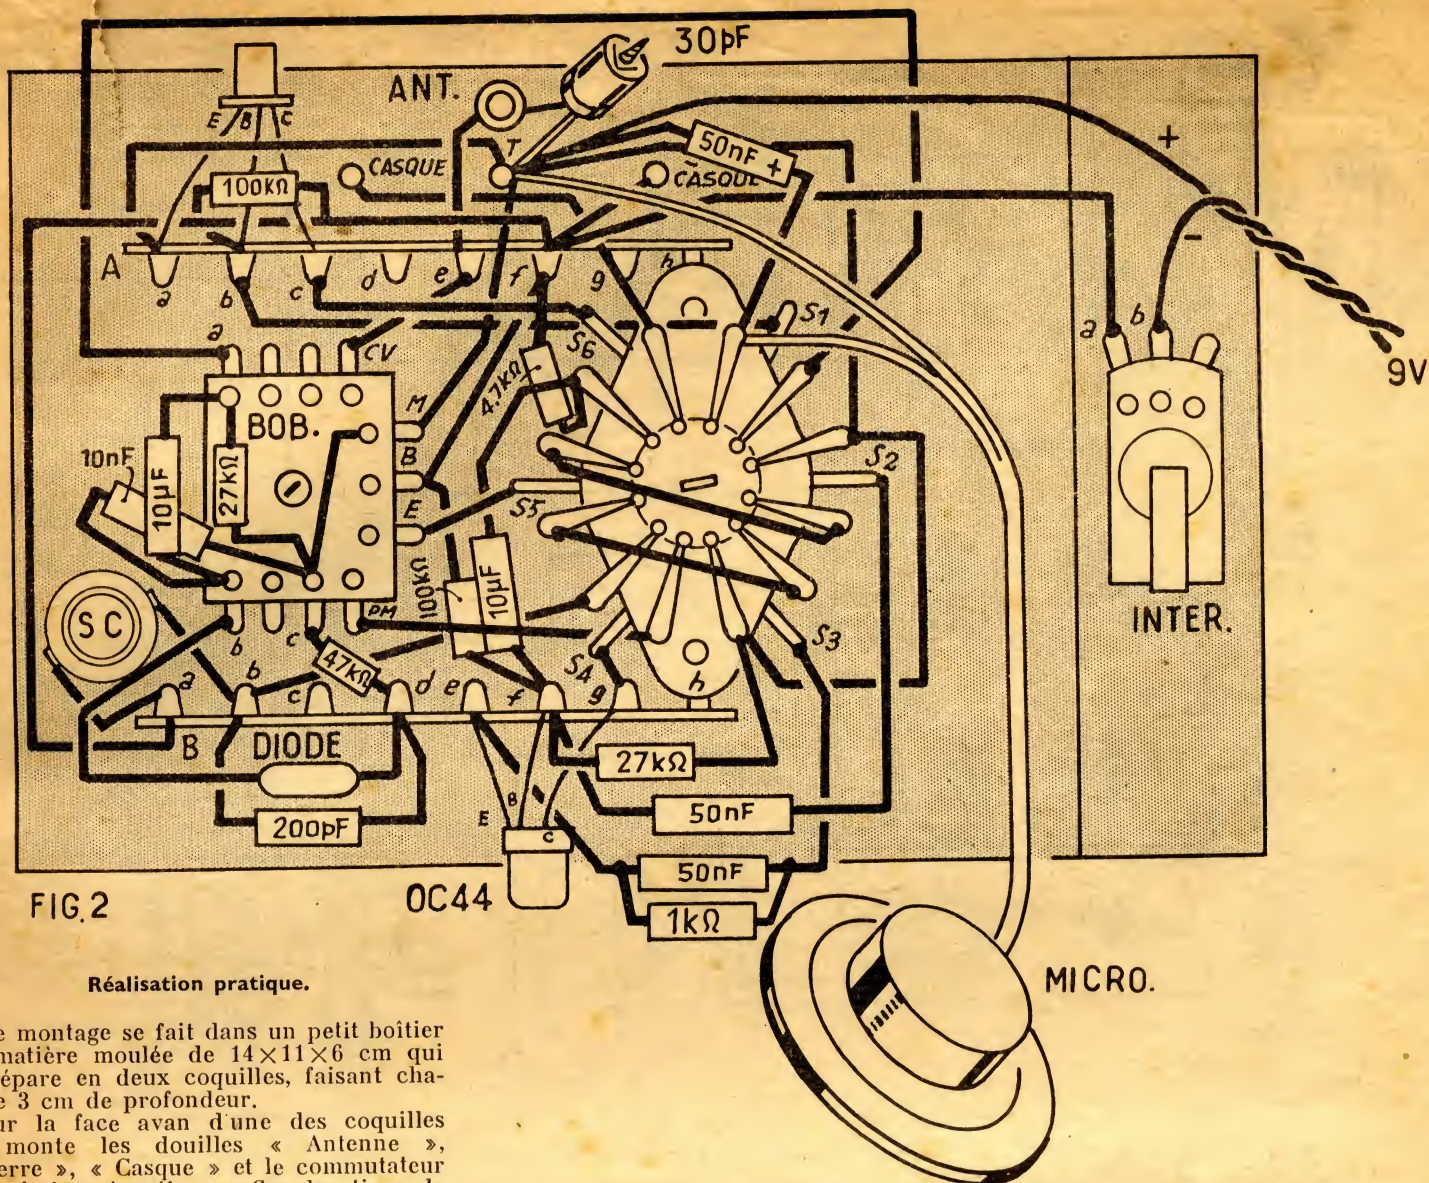 30pF
ANT.
E B C
T
50nF +
+
CASQUE
- CASQUE
100kΩ
-
A
a b c d e f g h
S1
a b
9V
a
CV
S6
4,7kΩ
M
BOB.
B
S2
10nF
10µF
27kΩ
E
S5
100kΩ
10µF
SC
PM
INTER.
b c
S3
S4
47kΩ
a b c d e f g h
B
DIODE
27kΩ
E B C
50nF
200pF
50nF
FIG.2
OC44
1kΩ
MICRO.
Réalisation pratique.
e montage se fait dans un petit boîtier
matière moulée de 14×11×6 cm qui
épare en deux coquilles, faisant cha-
e 3 cm de profondeur.
ur la face avan d'une des coquilles
monte les douilles « Antenne »,
erre », « Casque » et le commutateur